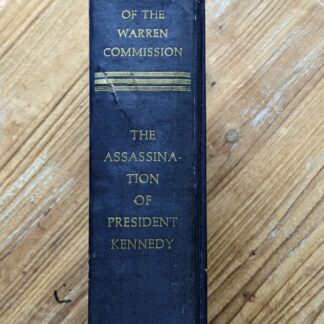 OF THE
WARREN
COMMISSION
THE
ASSASSINA-
TION
OF
PRESIDENT
KENNEDY